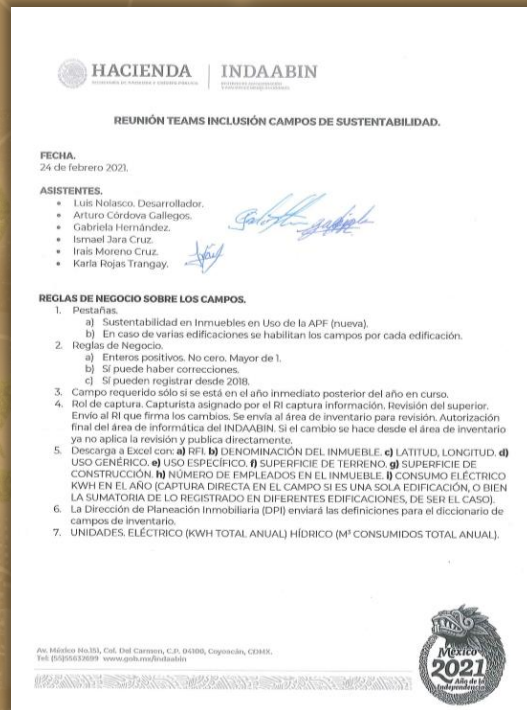 HACIENDA
INDAABIN
REUNIÓN TEAMS INCLUSIÓN CAMPOS DE SUSTENTABILIDAD.
FECHA.
24 de febrero 2021.
ASISTENTES.
• Luis Nolasco. Desarrollador.
• Arturo Córdova Gallegos.
• Gabriela Hernández.
• Ismael Jara Cruz.
• Irais Moreno Cruz.
• Karla Rojas Trangay.
REGLAS DE NEGOCIO SOBRE LOS CAMPOS.
1. Pestañas.
a) Sustentabilidad en Inmuebles en Uso de la APF (nueva).
b) En caso de varias edificaciones se habilitan los campos por cada edificación.
2. Reglas de Negocio.
a) Enteros positivos. No cero. Mayor de 1.
b) Sí puede haber correcciones.
c) Sí pueden registrar desde 2018.
3. Campo requerido sólo si se está en el año inmediato posterior del año en curso.
4. Rol de captura. Capturista asignado por el RI captura información. Revisión del superior.
Envío al RI que firma los cambios. Se envía al área de inventario para revisión. Autorización
final del área de informática del INDAABIN. Si el cambio se hace desde el área de inventario
ya no aplica la revisión y publica directamente.
5. Descarga a Excel con: a) RFI. b) DENOMINACIÓN DEL INMUEBLE. c) LATITUD, LONGITUD. d)
USO GENÉRICO. e) USO ESPECÍFICO. f) SUPERFICIE DE TERRENO. g) SUPERFICIE DE
CONSTRUCCIÓN. h) NÚMERO DE EMPLEADOS EN EL INMUEBLE. i) CONSUMO ELÉCTRICO
KWH EN EL AÑO (CAPTURA DIRECTA EN EL CAMPO SI ES UNA SOLA EDIFICACIÓN, O BIEN
LA SUMATORIA DE LO REGISTRADO EN DIFERENTES EDIFICACIONES, DE SER EL CASO).
6. La Dirección de Planeación Inmobiliaria (DPI) enviará las definiciones para el diccionario de
campos de inventario.
7. UNIDADES. ELÉCTRICO (KWH TOTAL ANUAL) HÍDRICO (M³ CONSUMIDOS TOTAL ANUAL).
Av. México No.151, Col. Del Carmen, C.P. 04100, Coyoacán, CDMX.
Tel: (55)55632699 www.gob.mx/indaabin
México
2021
Año de la
Independencia